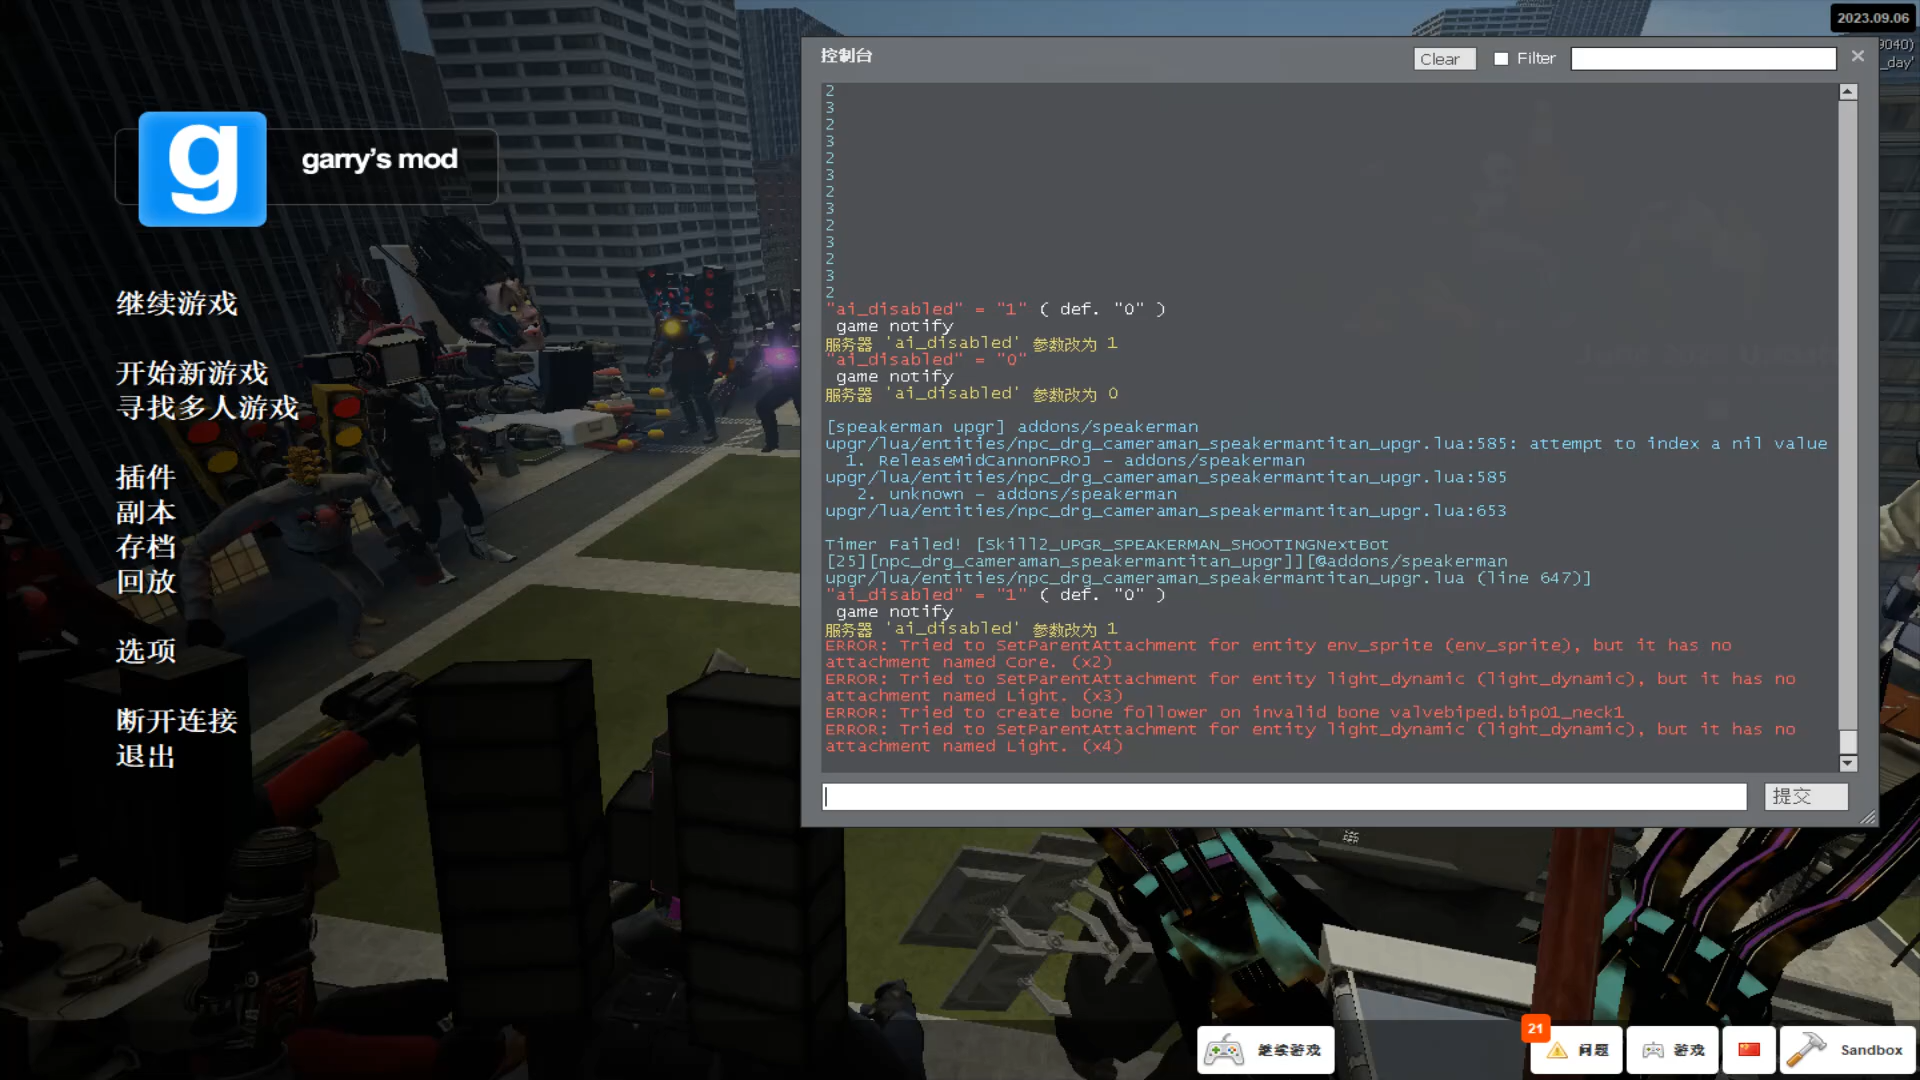 2023.09.06
9040)
_day'
控制台
Clear
Filter
garry's mod
继续游戏
开始新游戏
寻找多人游戏
插件
副本
存档
回放
选项
断开连接
退出
2
3
2
3
2
3
2
3
2
3
2
3
2
"ai_disabled" = "1" ( def. "0" )
game notify
服务器 'ai_disabled' 参数改为 1
"ai_disabled" = "0"
game notify
服务器 'ai_disabled' 参数改为 0
[speakerman upgr] addons/speakerman
upgr/lua/entities/npc_drg_cameraman_speakermantitan_upgr.lua:585: attempt to index a nil value
1. ReleaseMidCannonPROJ - addons/speakerman
upgr/lua/entities/npc_drg_cameraman_speakermantitan_upgr.lua:585
2. unknown - addons/speakerman
upgr/lua/entities/npc_drg_cameraman_speakermantitan_upgr.lua:653
Timer Failed! [Skill2_UPGR_SPEAKERMAN_SHOOTINGNextBot
[25][npc_drg_cameraman_speakermantitan_upgr]][@addons/speakerman
upgr/lua/entities/npc_drg_cameraman_speakermantitan_upgr.lua (line 647)]
"ai_disabled" = "1" ( def. "0" )
game notify
服务器 'ai_disabled' 参数改为 1
ERROR: Tried to SetParentAttachment for entity env_sprite (env_sprite), but it has no
attachment named Core. (x2)
ERROR: Tried to SetParentAttachment for entity light_dynamic (light_dynamic), but it has no
attachment named Light. (x3)
ERROR: Tried to create bone follower on invalid bone valvebiped.bip01_neck1
ERROR: Tried to SetParentAttachment for entity light_dynamic (light_dynamic), but it has no
attachment named Light. (x4)
提交
继续游戏
21
问题
游戏
Sandbox